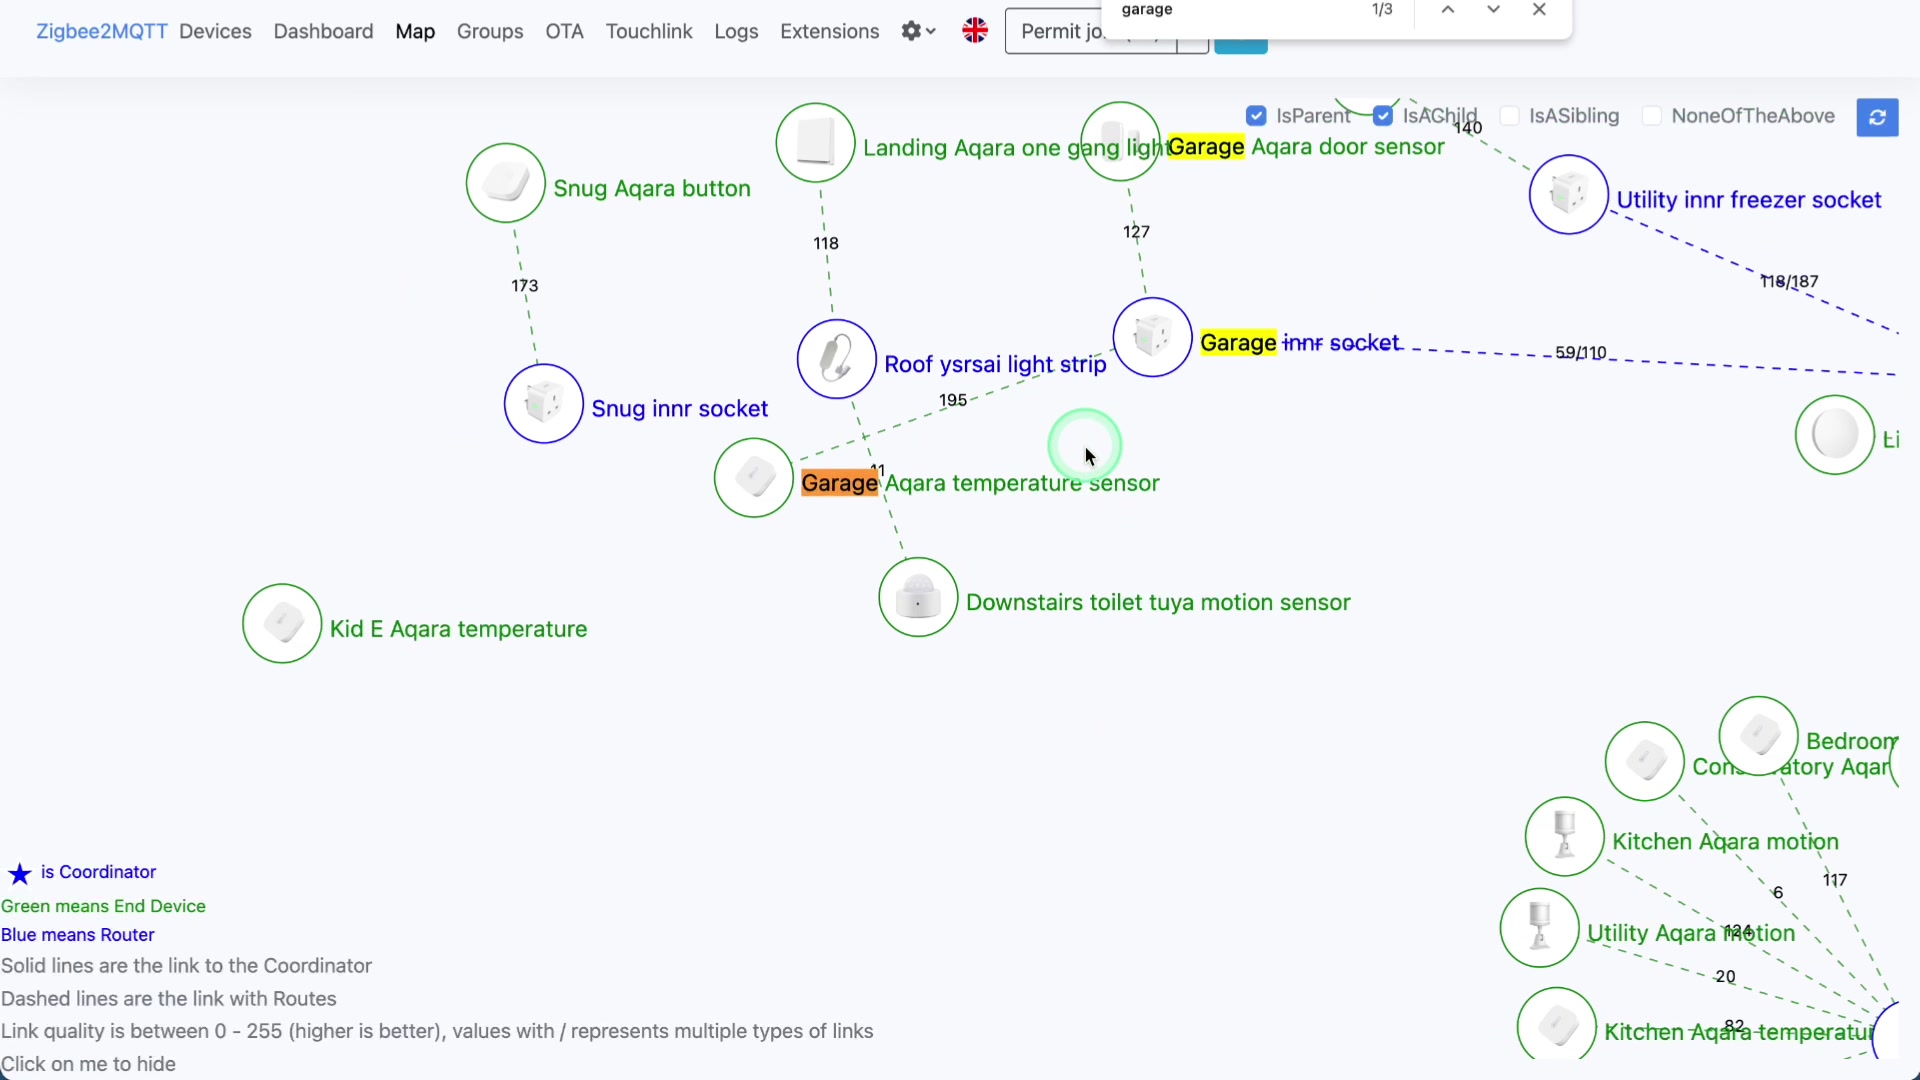 garage 1/3
Zigbee2MQTT Devices Dashboard Map Groups OTA Touchlink Logs Extensions Permit jo
IsParent IsAChild IsASibling NoneOfTheAbove
140
Landing Aqara one gang light
Garage Aqara door sensor
Snug Aqara button
Utility innr freezer socket
127
118
173
118/187
Garage innr socket
59/110
Roof ysrsai light strip
195
Snug innr socket
11
Garage Aqara temperature sensor
Downstairs toilet tuya motion sensor
Kid E Aqara temperature
Bedroom
Aqar
Kitchen Aqara motion
117
6
Utility Aqara motion
124
20
82
Kitchen Aqara temperatu
is Coordinator
Green means End Device
Blue means Router
Solid lines are the link to the Coordinator
Dashed lines are the link with Routes
Link quality is between 0 - 255 (higher is better), values with / represents multiple types of links
Click on me to hide